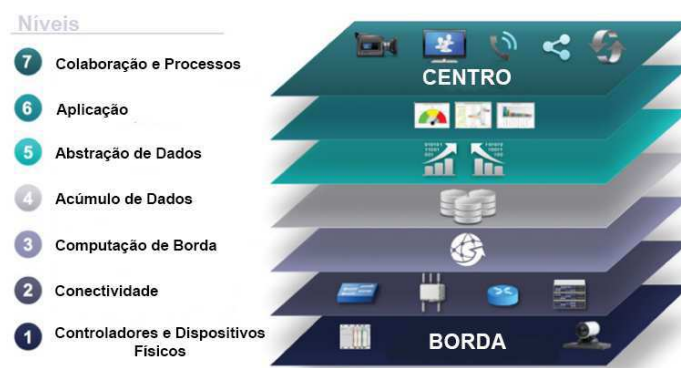 Níveis
7 Colaboração e Processos
6 Aplicação
5 Abstração de Dados
4 Acúmulo de Dados
3 Computação de Borda
2 Conectividade
1 Controladores e Dispositivos
Físicos
CENTRO
BORDA